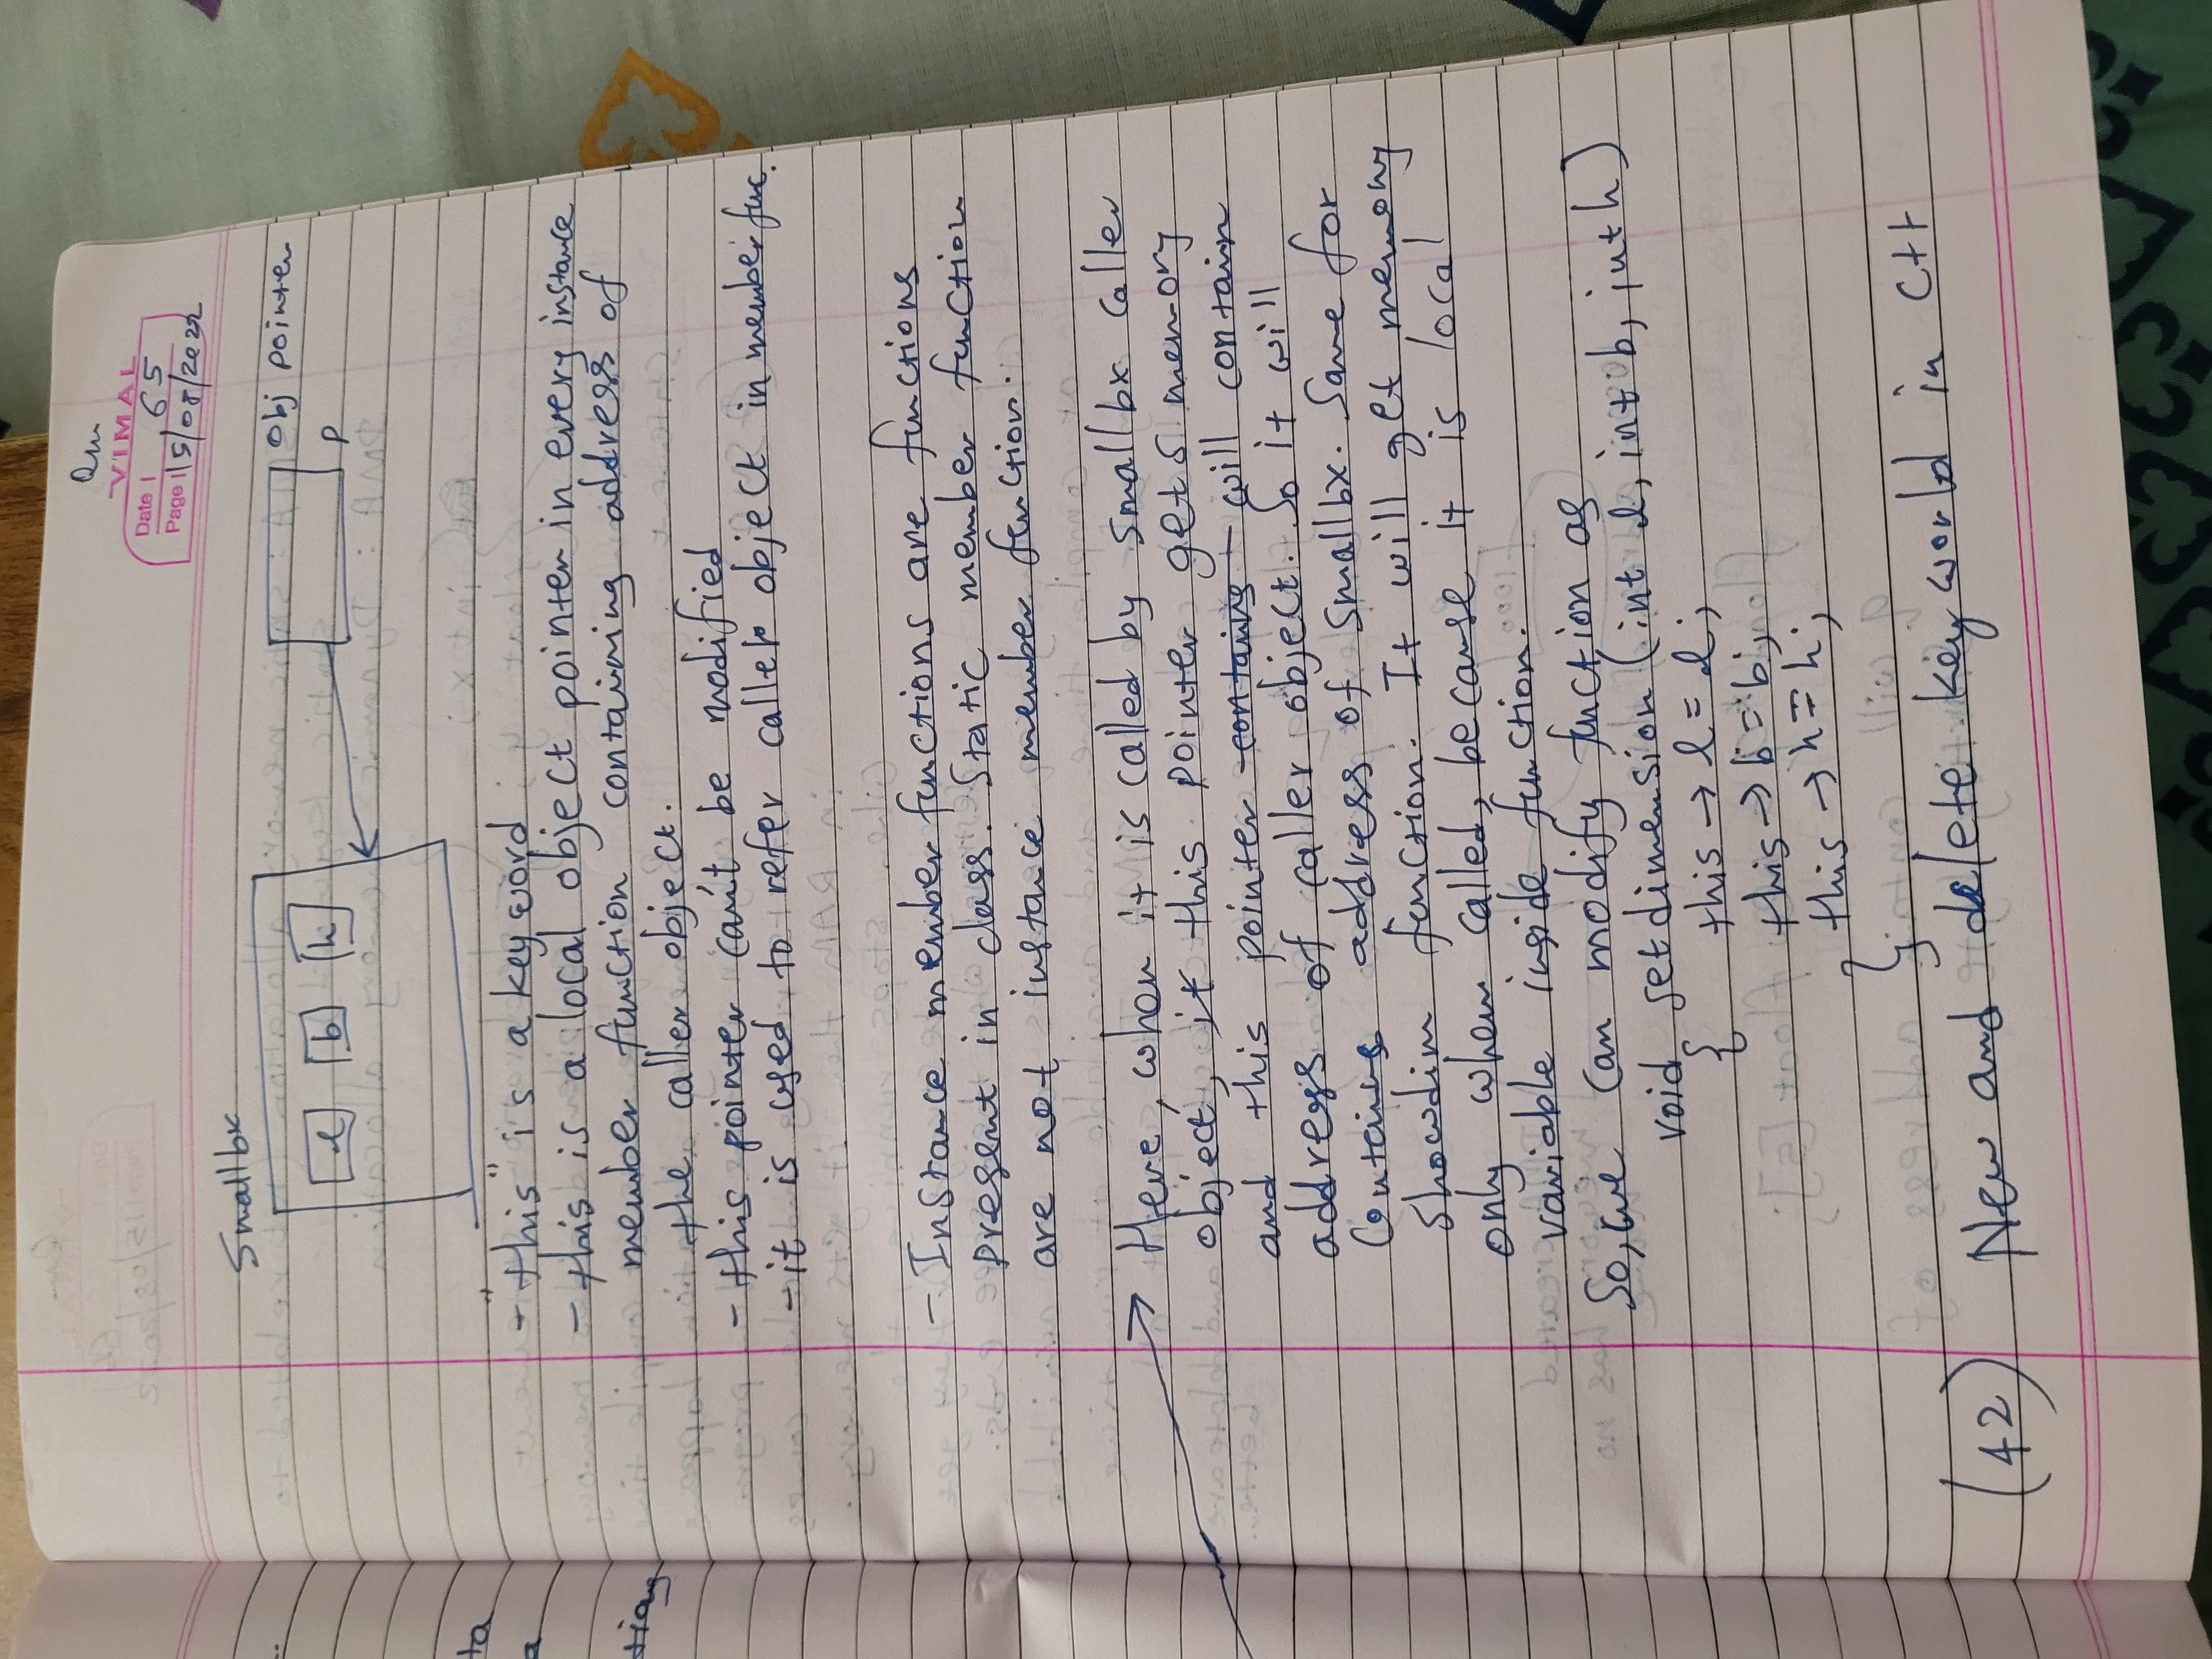 Om
VIMAL
Date | 65
Page | 15/08/2022
Smallbx
l b h
obj pointer
P
- "this" is a keyword
- this is a local object pointer in every instance
member function containing address of
the caller object.
- this pointer can't be modified
- it is used to refer caller object in member func.
- Instance member functions are functions
present in class. Static member function
are not instance member function.
Here, when it is called by smallbx caller
object, it this pointer gets memory
and this pointer contains will contain
address of caller object. So it will
Contains address of smallbx. Same for
showdim function. It will get memory
only when called, because it is local
variable inside function.
So, we can modify function as
void setdimension (int l, int b, int h)
{ this → l = l;
this → b = b;
this → h = h;
}
(42) New and delete keyworld in C++
ta
a